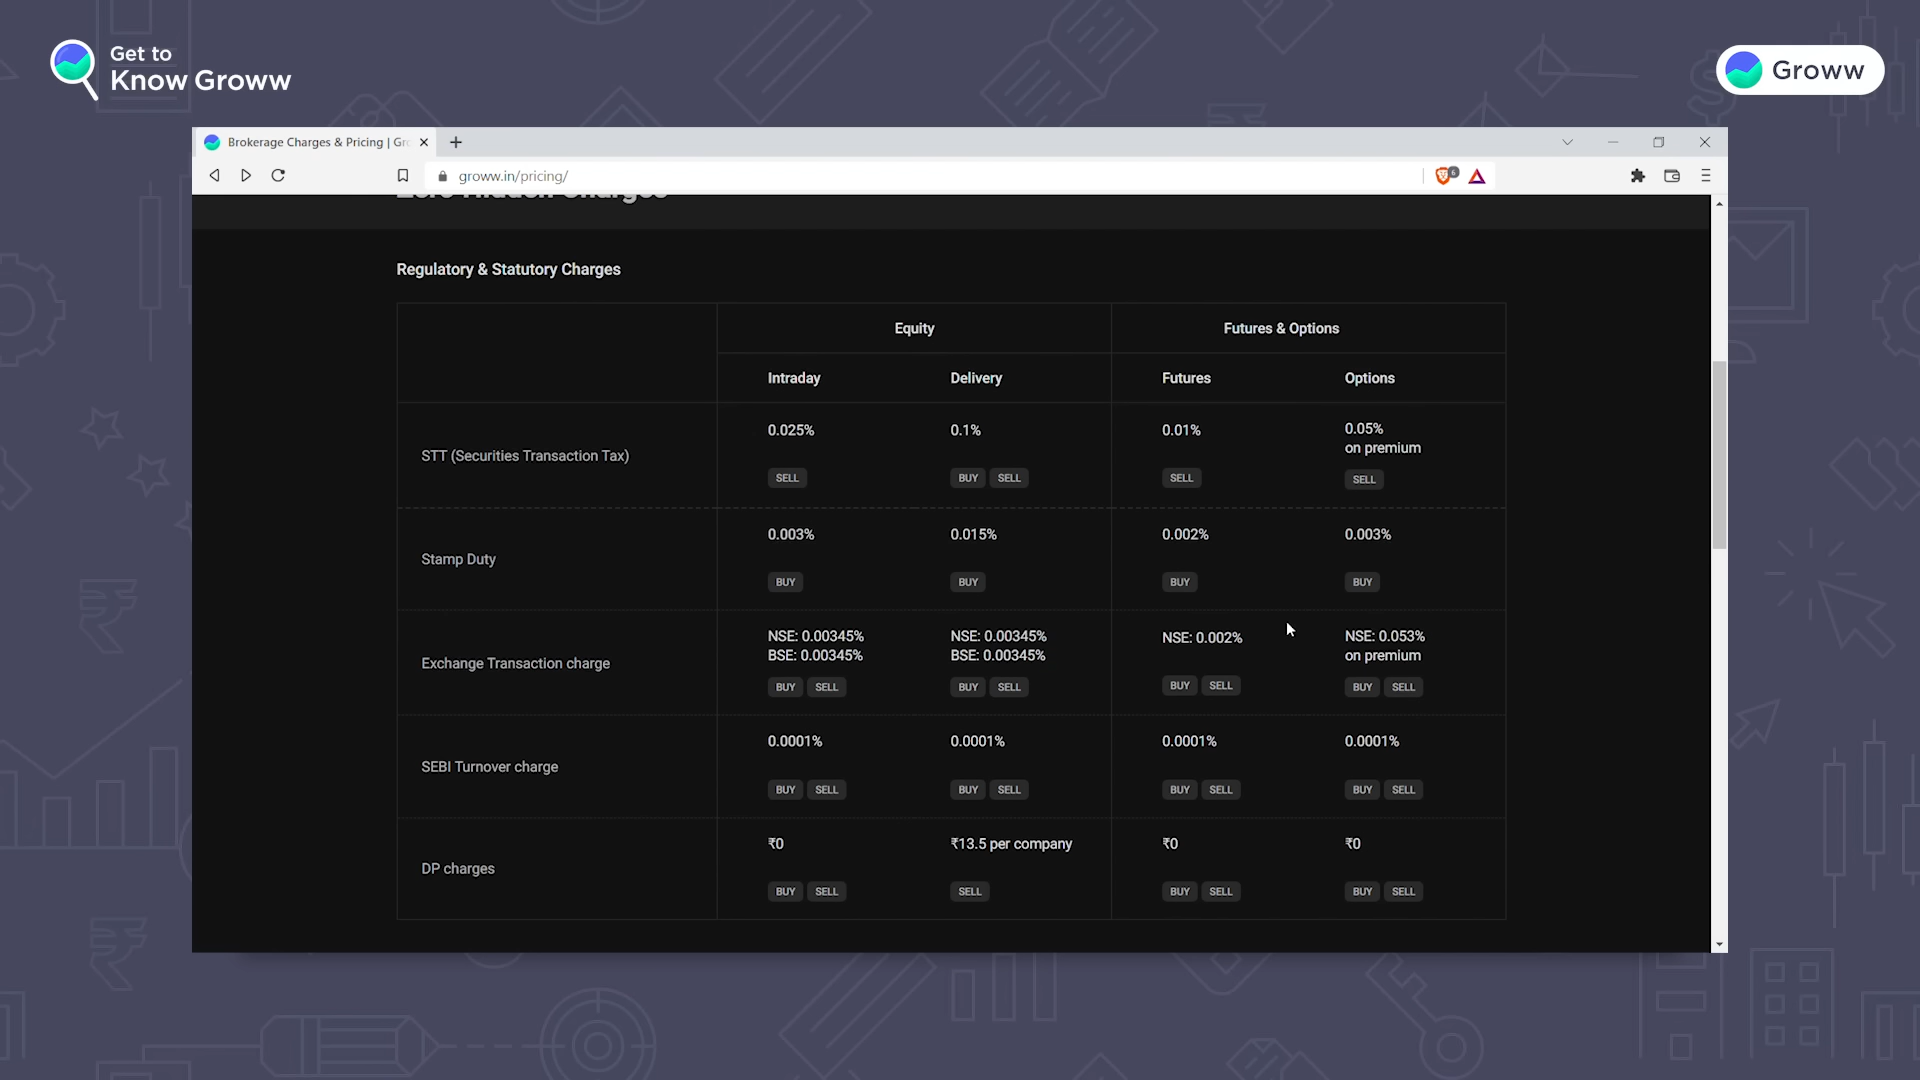 Get to
Know Groww
Groww
Brokerage Charges & Pricing | Gro
groww.in/pricing/
6
Zero Hidden Charges
Regulatory & Statutory Charges
Equity
Futures & Options
Intraday
Delivery
Futures
Options
STT (Securities Transaction Tax)
0.025%
SELL
0.1%
BUY SELL
0.01%
SELL
0.05%
on premium
SELL
Stamp Duty
0.003%
BUY
0.015%
BUY
0.002%
BUY
0.003%
BUY
Exchange Transaction charge
NSE: 0.00345%
BSE: 0.00345%
BUY SELL
NSE: 0.00345%
BSE: 0.00345%
BUY SELL
NSE: 0.002%
BUY SELL
NSE: 0.053%
on premium
BUY SELL
SEBI Turnover charge
0.0001%
BUY SELL
0.0001%
BUY SELL
0.0001%
BUY SELL
0.0001%
BUY SELL
DP charges
₹0
BUY SELL
₹13.5 per company
SELL
₹0
BUY SELL
₹0
BUY SELL